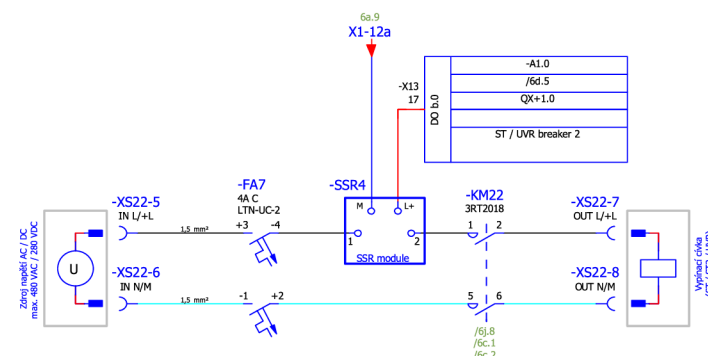 6a.9
X1-12a
-A1.0
/6d.5
QX+1.0
ST / UVR breaker 2
DO b.0
-X13
17
-FA7
4A C
LTN-UC-2
-SSR4
-KM22
3RT2018
-XS22-5
IN L/+L
-XS22-7
OUT L/+L
M
L+
1,5 mm²
+3
-4
1
2
1
2
SSR module
Zdroj napětí AC / DC
max. 480 VAC / 280 VDC
U
Vypínací cívka
-XS22-6
IN N/M
-XS22-8
OUT N/M
1,5 mm²
-1
+2
5
6
/6j.8
/6c.1
/6c.2